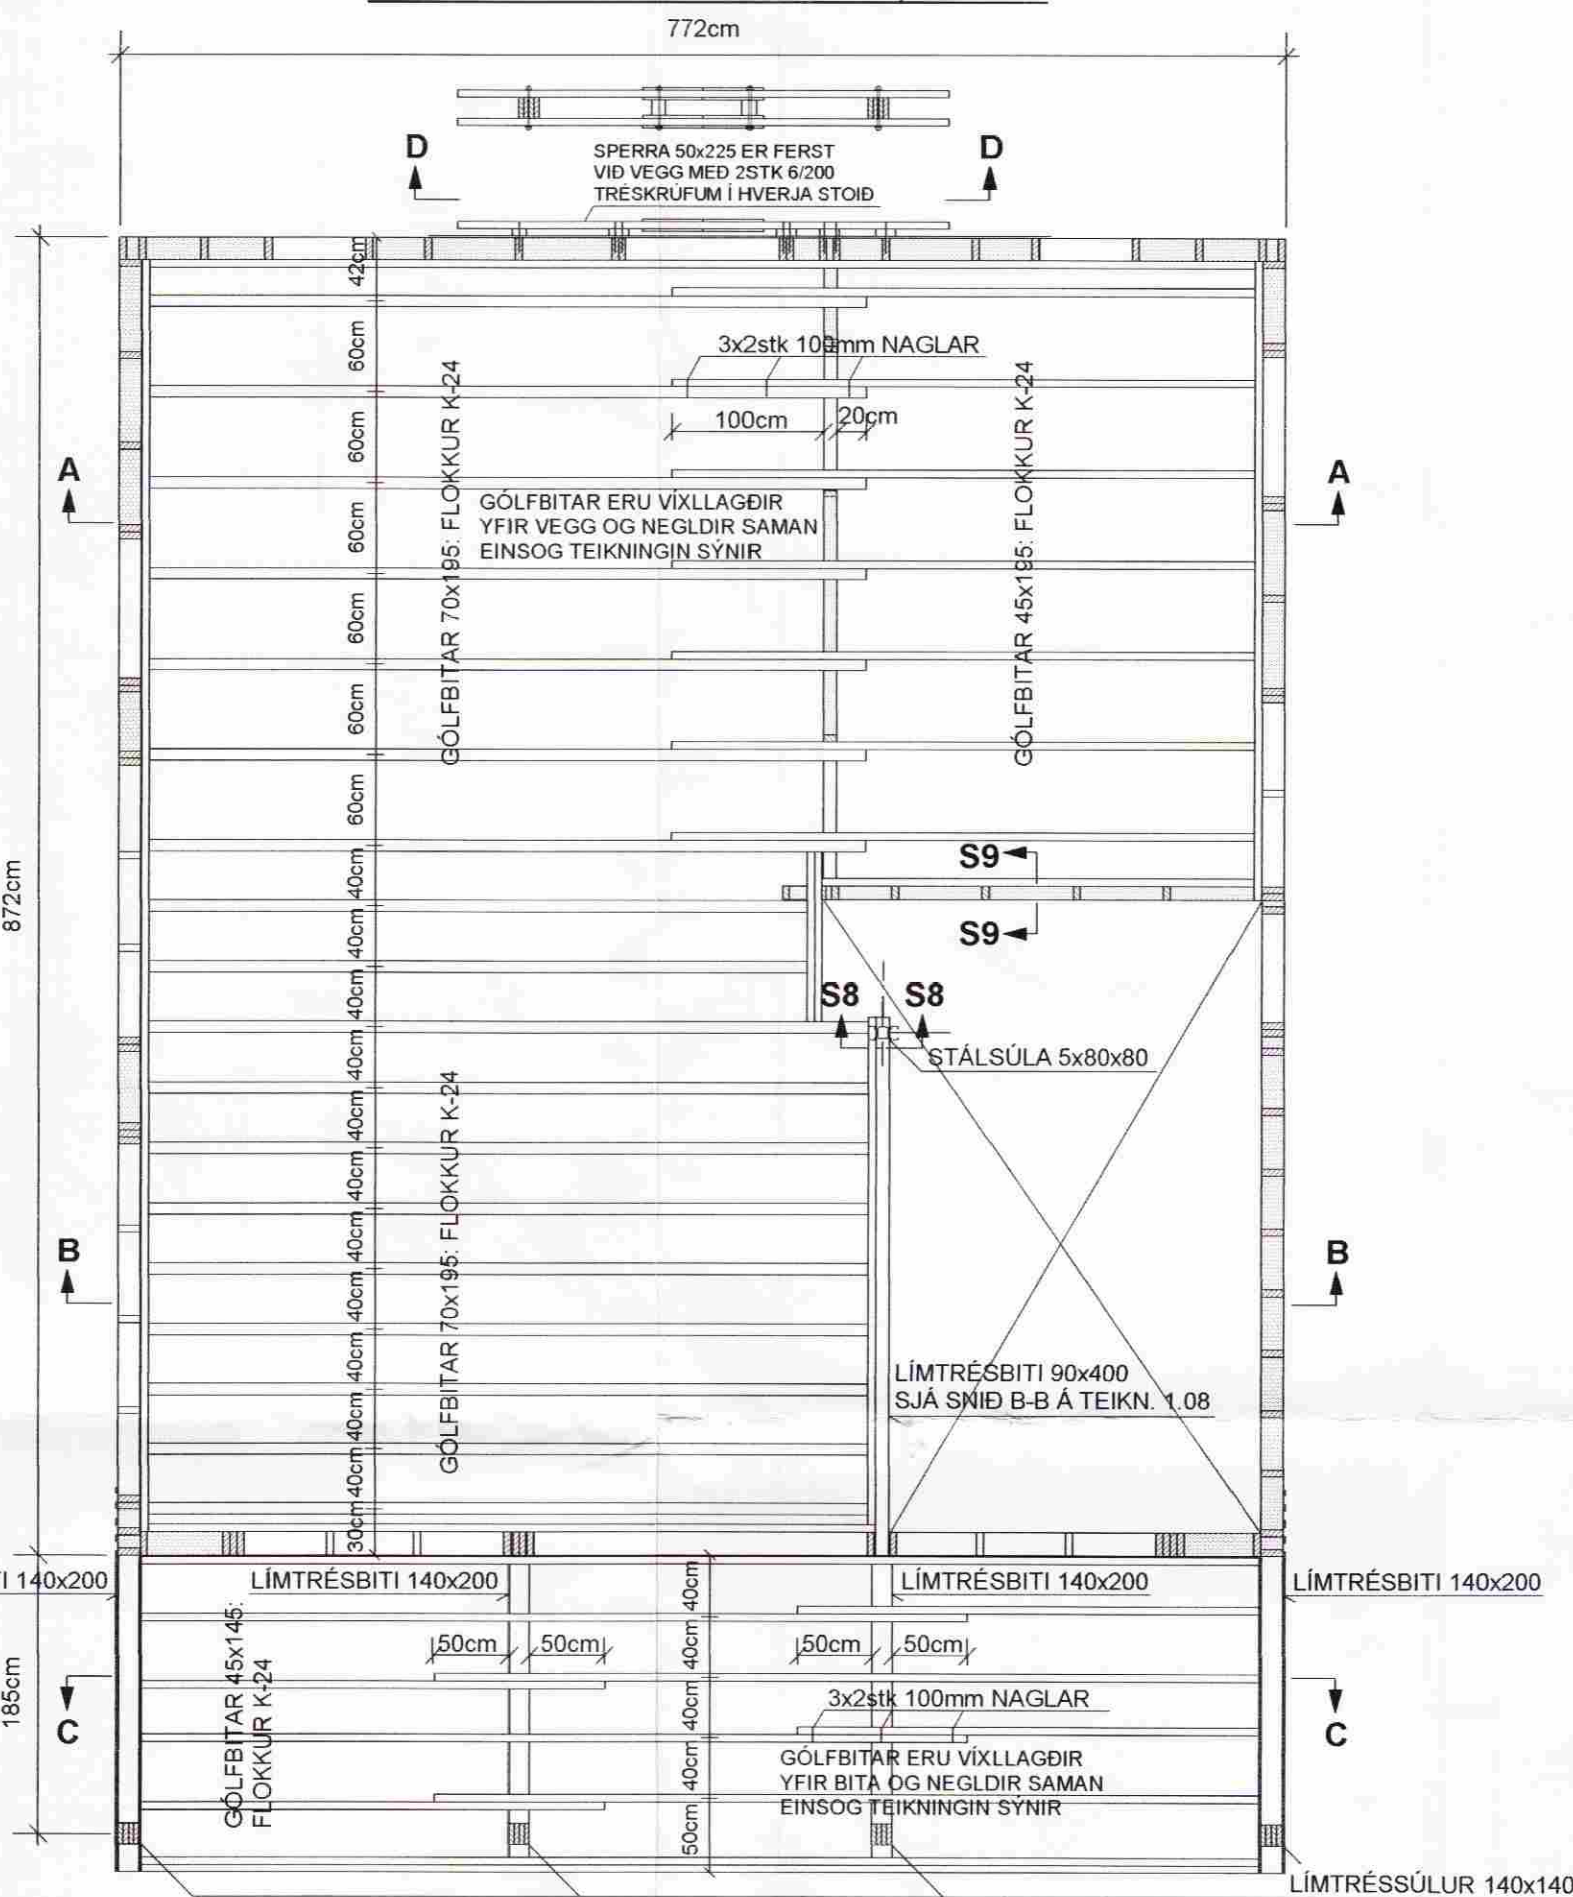 772cm
D
D
SPERRA 50x225 ER FERST
VIÐ VEGG MEÐ 2STK 6/200
TRÉSKRÚFUM Í HVERJA STOIÐ
42cm
60cm
60cm
60cm
60cm
60cm
60cm
3x2stk 100mm NAGLAR
100cm
20cm
GÓLFBITAR 70x195: FLOKKUR K-24
GÓLFBITAR 45x195: FLOKKUR K-24
A
A
GÓLFBITAR ERU VÍXLLAGÐIR
YFIR VEGG OG NEGLDIR SAMAN
EINSOG TEIKNINGIN SÝNIR
872cm
S9
S9
S8
S8
STÁLSÚLA 5x80x80
40cm
40cm
40cm
40cm
40cm
40cm
40cm
40cm
40cm
40cm
40cm
30cm
GÓLFBITAR 70x195: FLOKKUR K-24
B
B
LÍMTRÉSBITI 90x400
SJÁ SNIÐ B-B Á TEIKN. 1.08
TI 140x200
LÍMTRÉSBITI 140x200
LÍMTRÉSBITI 140x200
LÍMTRÉSBITI 140x200
40cm
40cm
40cm
40cm
50cm
50cm
50cm
50cm
50cm
185cm
C
C
GÓLFBITAR 45x145:
FLOKKUR K-24
3x2stk 100mm NAGLAR
GÓLFBITAR ERU VÍXLLAGÐIR
YFIR BITA OG NEGLDIR SAMAN
EINSOG TEIKNINGIN SÝNIR
LÍMTRÉSSÚLUR 140x140